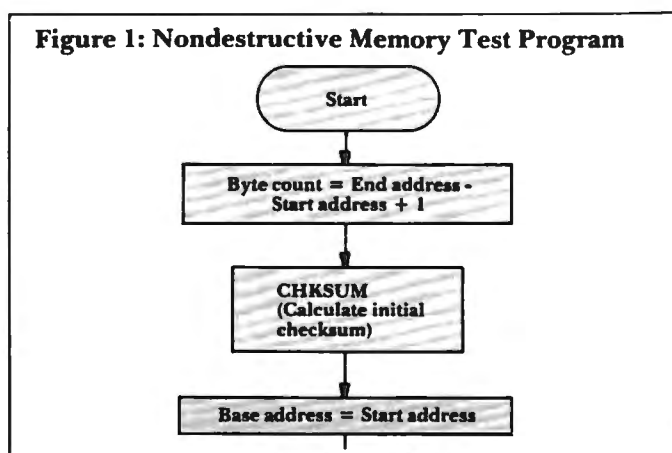 Figure 1: Nondestructive Memory Test Program
Start
Byte count = End address -
Start address + 1
CHKSUM
(Calculate initial
checksum)
Base address = Start address